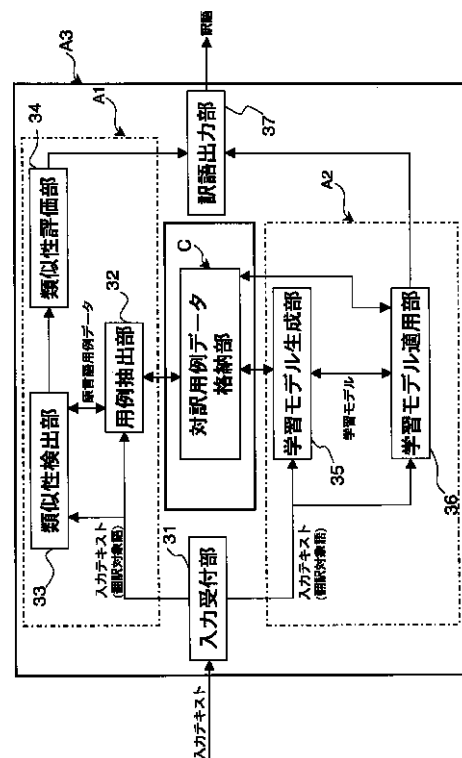 A3
A1
34
類似性評価部
32
原言語用例データ
用例抽出部
類似性検出部
33
入力テキスト
(翻訳対象語)
訳語
訳語出力部
37
C
対訳用例データ
格納部
31
入力受付部
入力テキスト
A2
学習モデル生成部
35
学習モデル
学習モデル適用部
36
入力テキスト
(翻訳対象語)